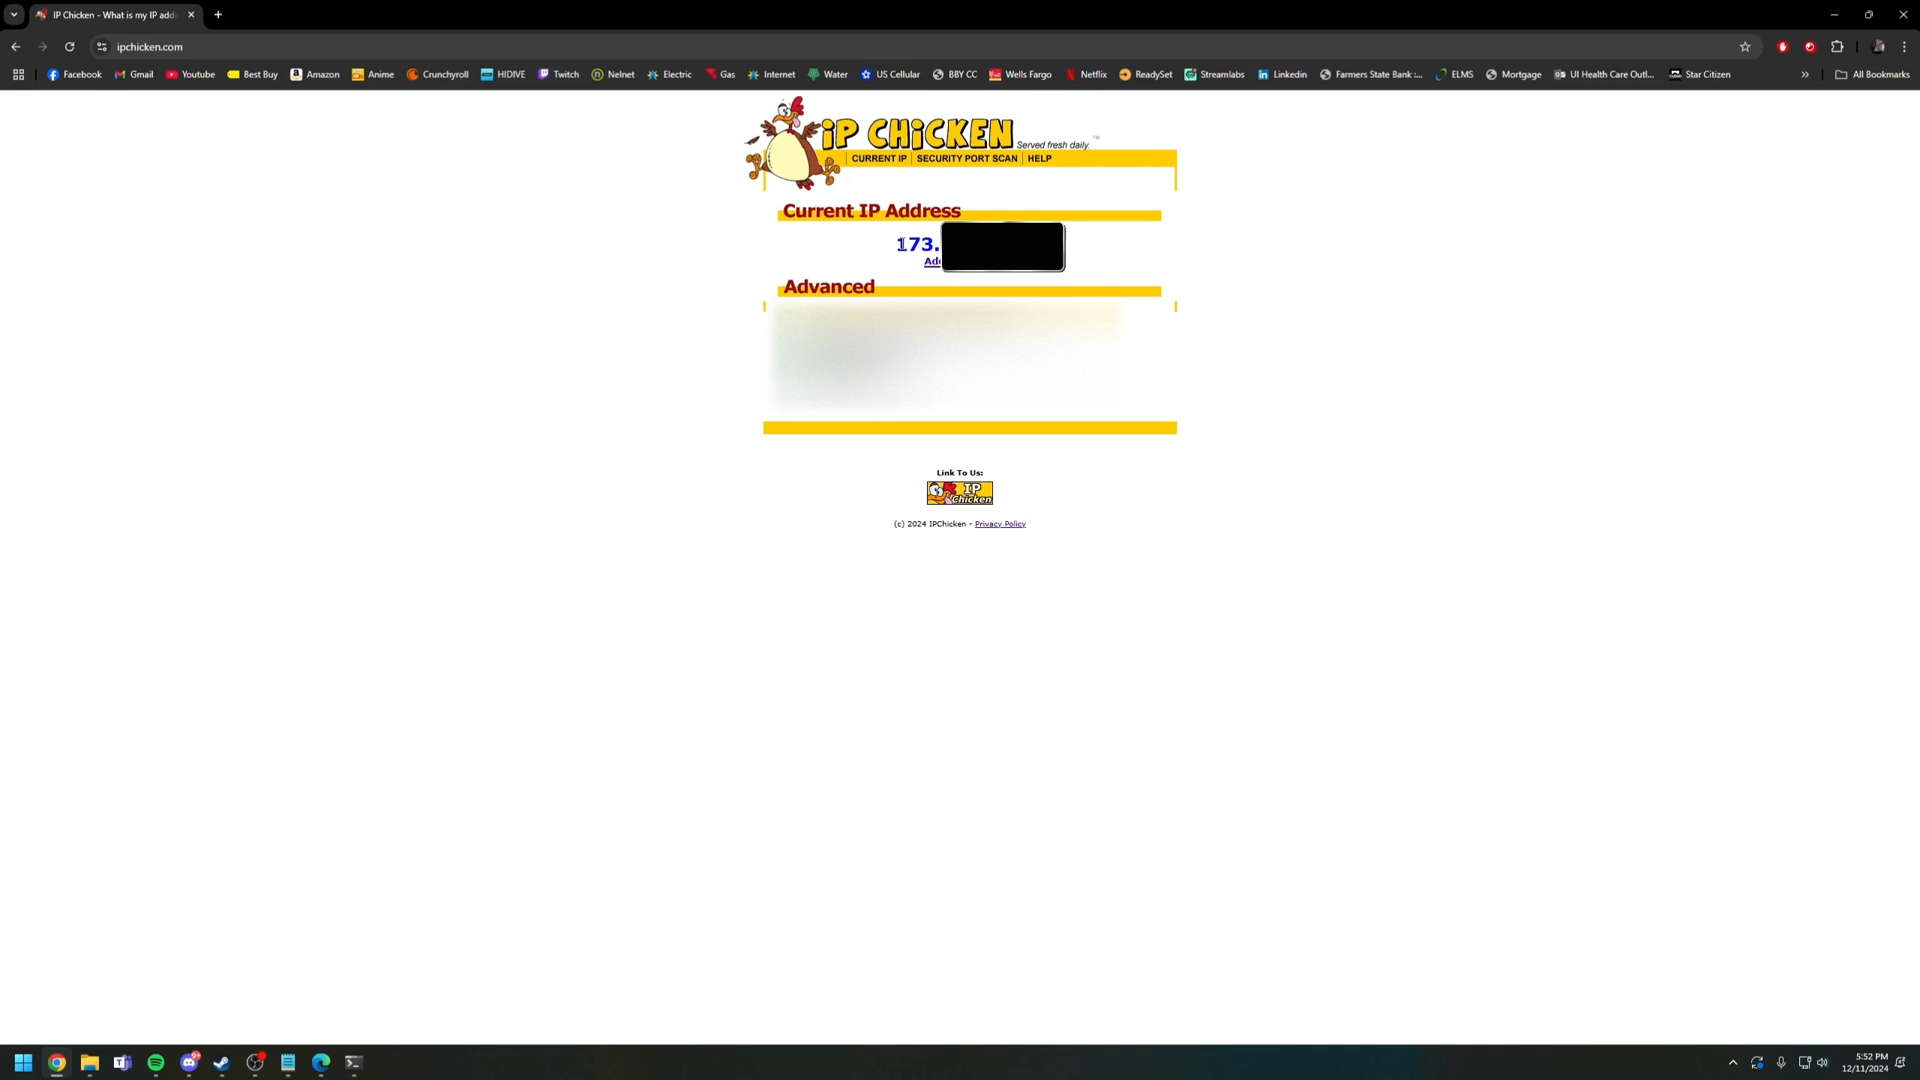 IP Chicken - What is my IP add
ipchicken.com
Facebook Gmail Youtube Best Buy Amazon Anime Crunchyroll HIDIVE Twitch Nelnet Electric Gas Internet Water US Cellular BBY CC Wells Fargo Netflix ReadySet Streamlabs Linkedin Farmers State Bank :... ELMS Mortgage UI Health Care Outl... Star Citizen » All Bookmarks
iP CHiCKEN Served fresh daily. TM
CURRENT IP | SECURITY PORT SCAN | HELP
Current IP Address
173.
Ad
Advanced
Link To Us:
IP
Chicken
(c) 2024 IPChicken - Privacy Policy
5:52 PM
12/11/2024